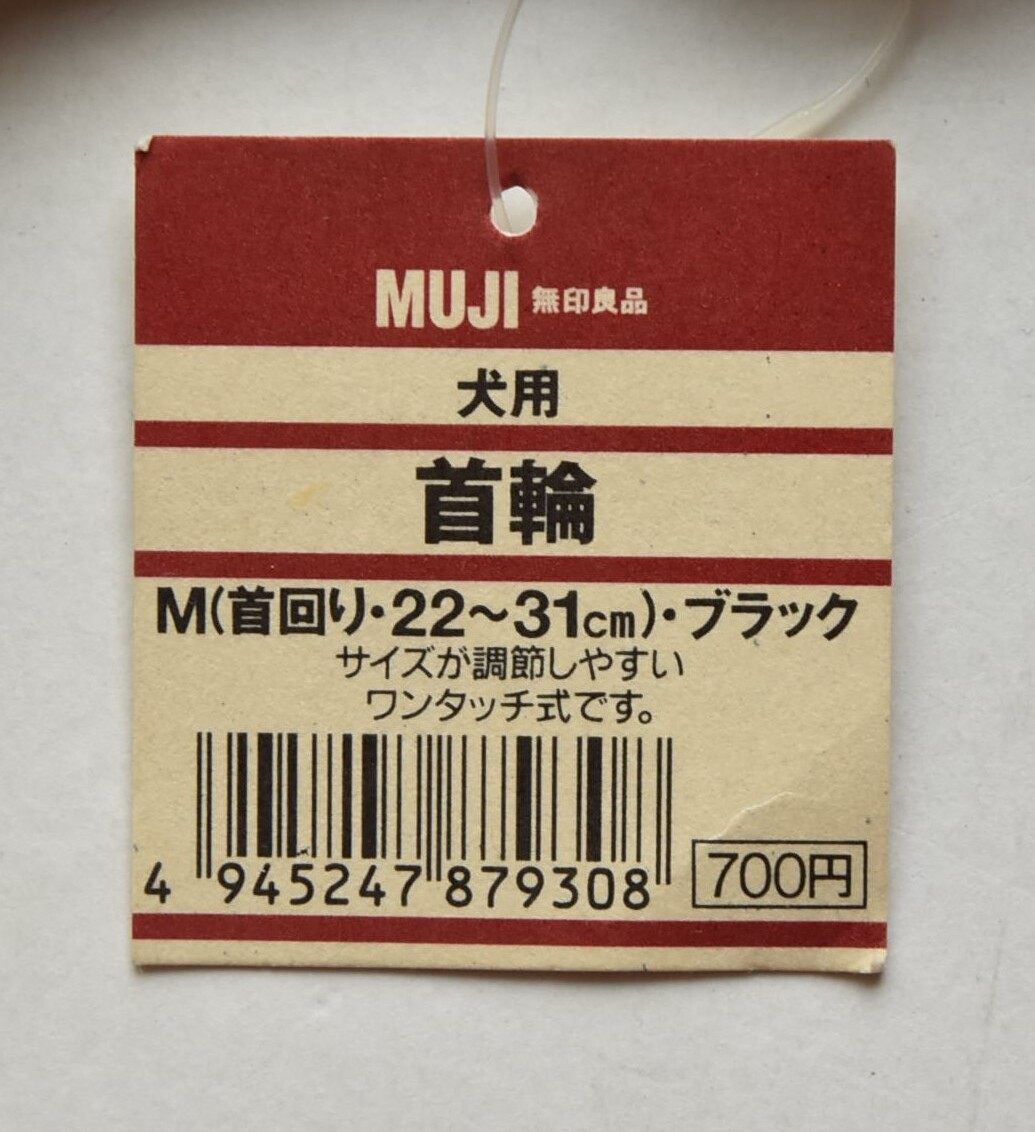 MUJI 無印良品
犬用
首輪
M(首回り・22〜31cm)・ブラック
サイズが調節しやすい
ワンタッチ式です。
4 945247 879308
700円